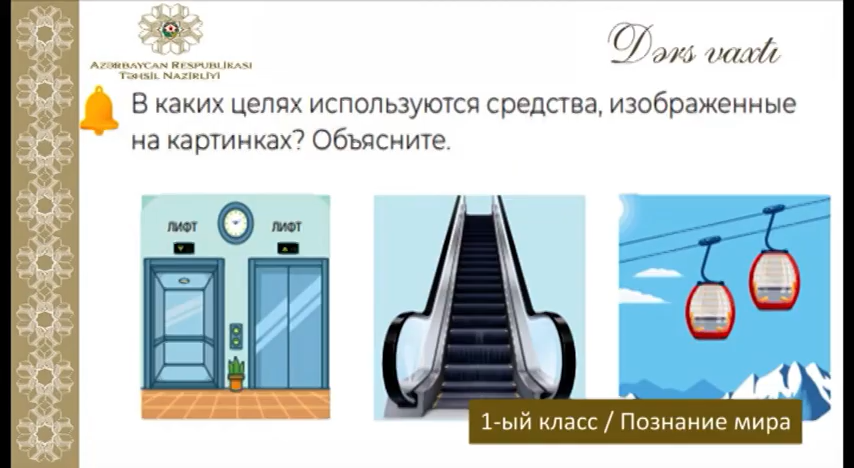 AZƏRBAYCAN RESPUBLIKASI
TƏHSIL NAZIRLIYI
Dərs vaxtı
В каких целях используются средства, изображенные
на картинках? Объясните.
ЛИФТ ЛИФТ
1-ый класс / Познание мира